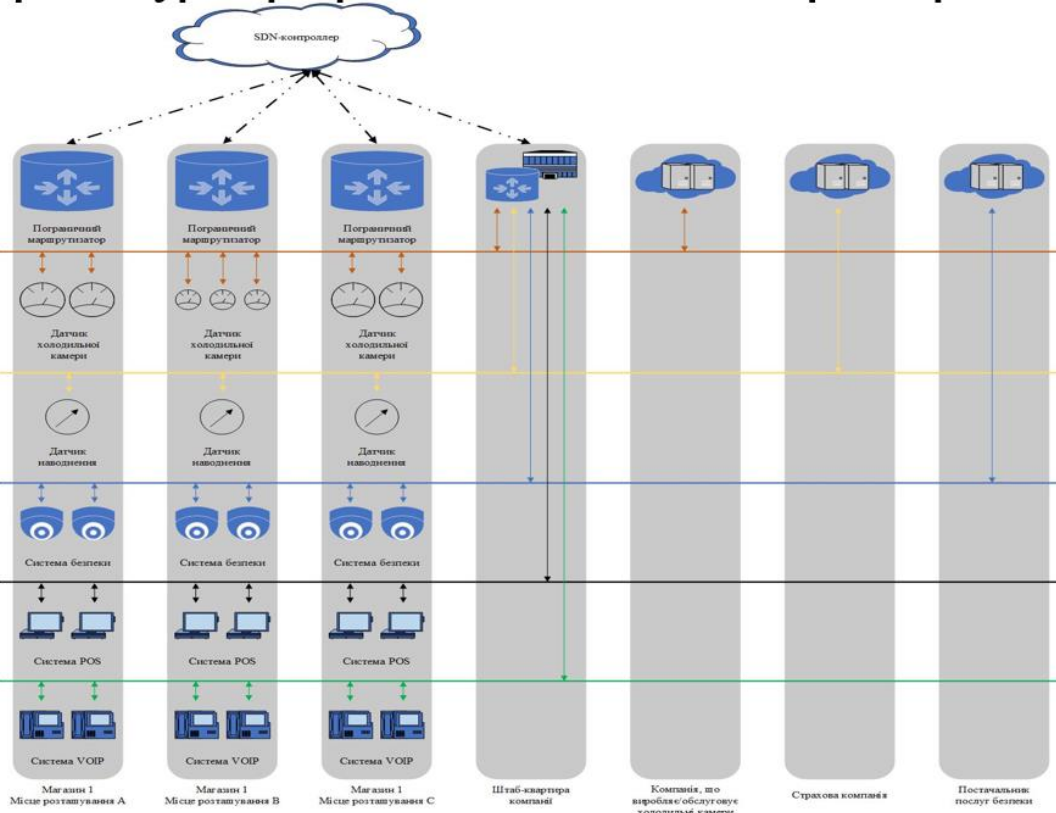 SDN-контроллер
Пограничний
маршрутизатор
Пограничний
маршрутизатор
Пограничний
маршрутизатор
Датчик
холодильної
камери
Датчик
холодильної
камери
Датчик
холодильної
камери
Датчик
наводнення
Датчик
наводнення
Датчик
наводнення
Система безпеки
Система безпеки
Система безпеки
Система POS
Система POS
Система POS
Система VOIP
Система VOIP
Система VOIP
Магазин 1
Місце розташування A
Магазин 1
Місце розташування B
Магазин 1
Місце розташування C
Штаб-квартира
компанії
Компанія, що
виробляє/обслуговує
холодильні камери
Страхова компанія
Постачальник
послуг безпеки